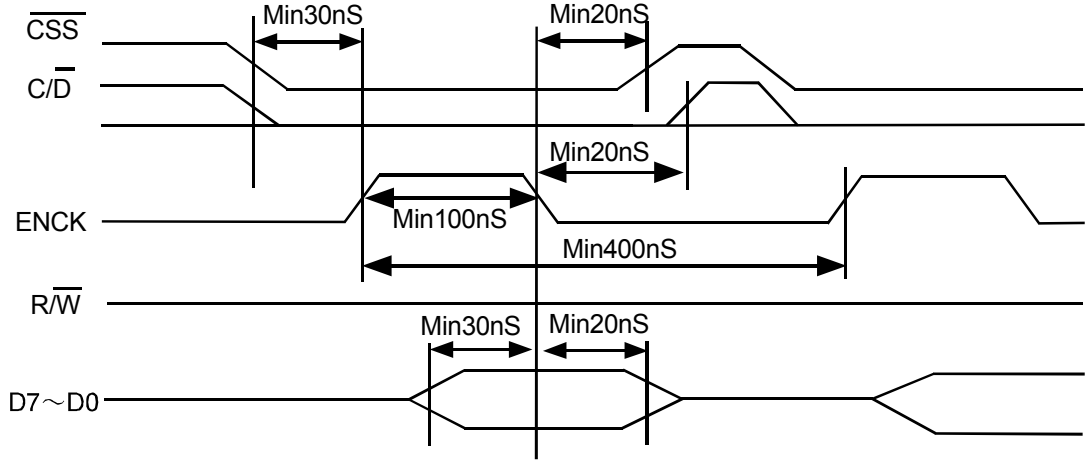 CSS
Min30nS
Min20nS
C/D
Min20nS
ENCK
Min100nS
Min400nS
R/W
Min30nS
Min20nS
D7～D0